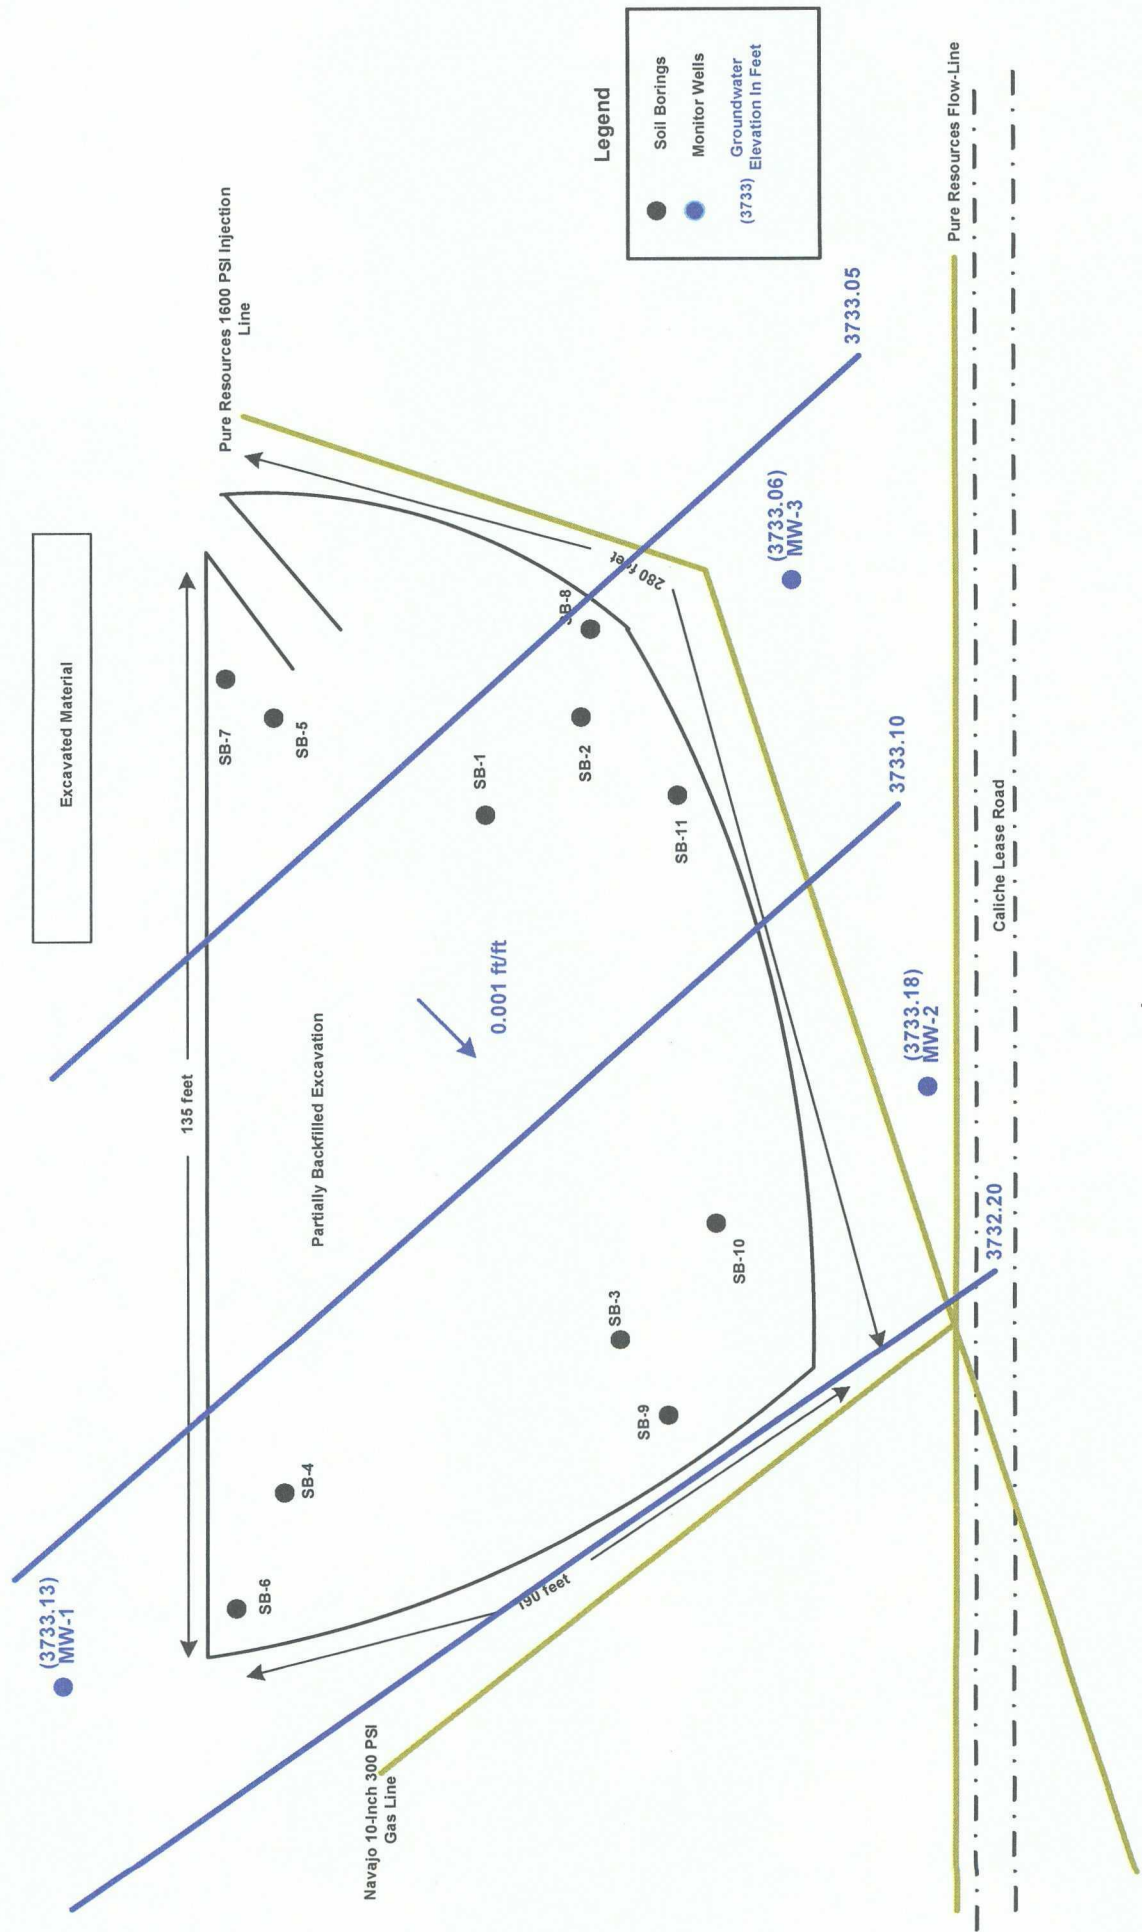 Excavated Material
Pure Resources 1600 PSI Injection
Line
Legend
Soil Borings
Monitor Wells
(3733)
Groundwater
Elevation In Feet
135 feet
SB-7
SB-5
SB-1
SB-2
SB-8
SB-11
280 feet
3733.05
(3733.06)
MW-3
Partially Backfilled Excavation
0.001 ft/ft
3733.10
(3733.18)
MW-2
Pure Resources Flow-Line
Caliche Lease Road
(3733.13)
MW-1
SB-6
SB-4
SB-3
SB-9
SB-10
190 feet
Navajo 10-Inch 300 PSI
Gas Line
3732.20